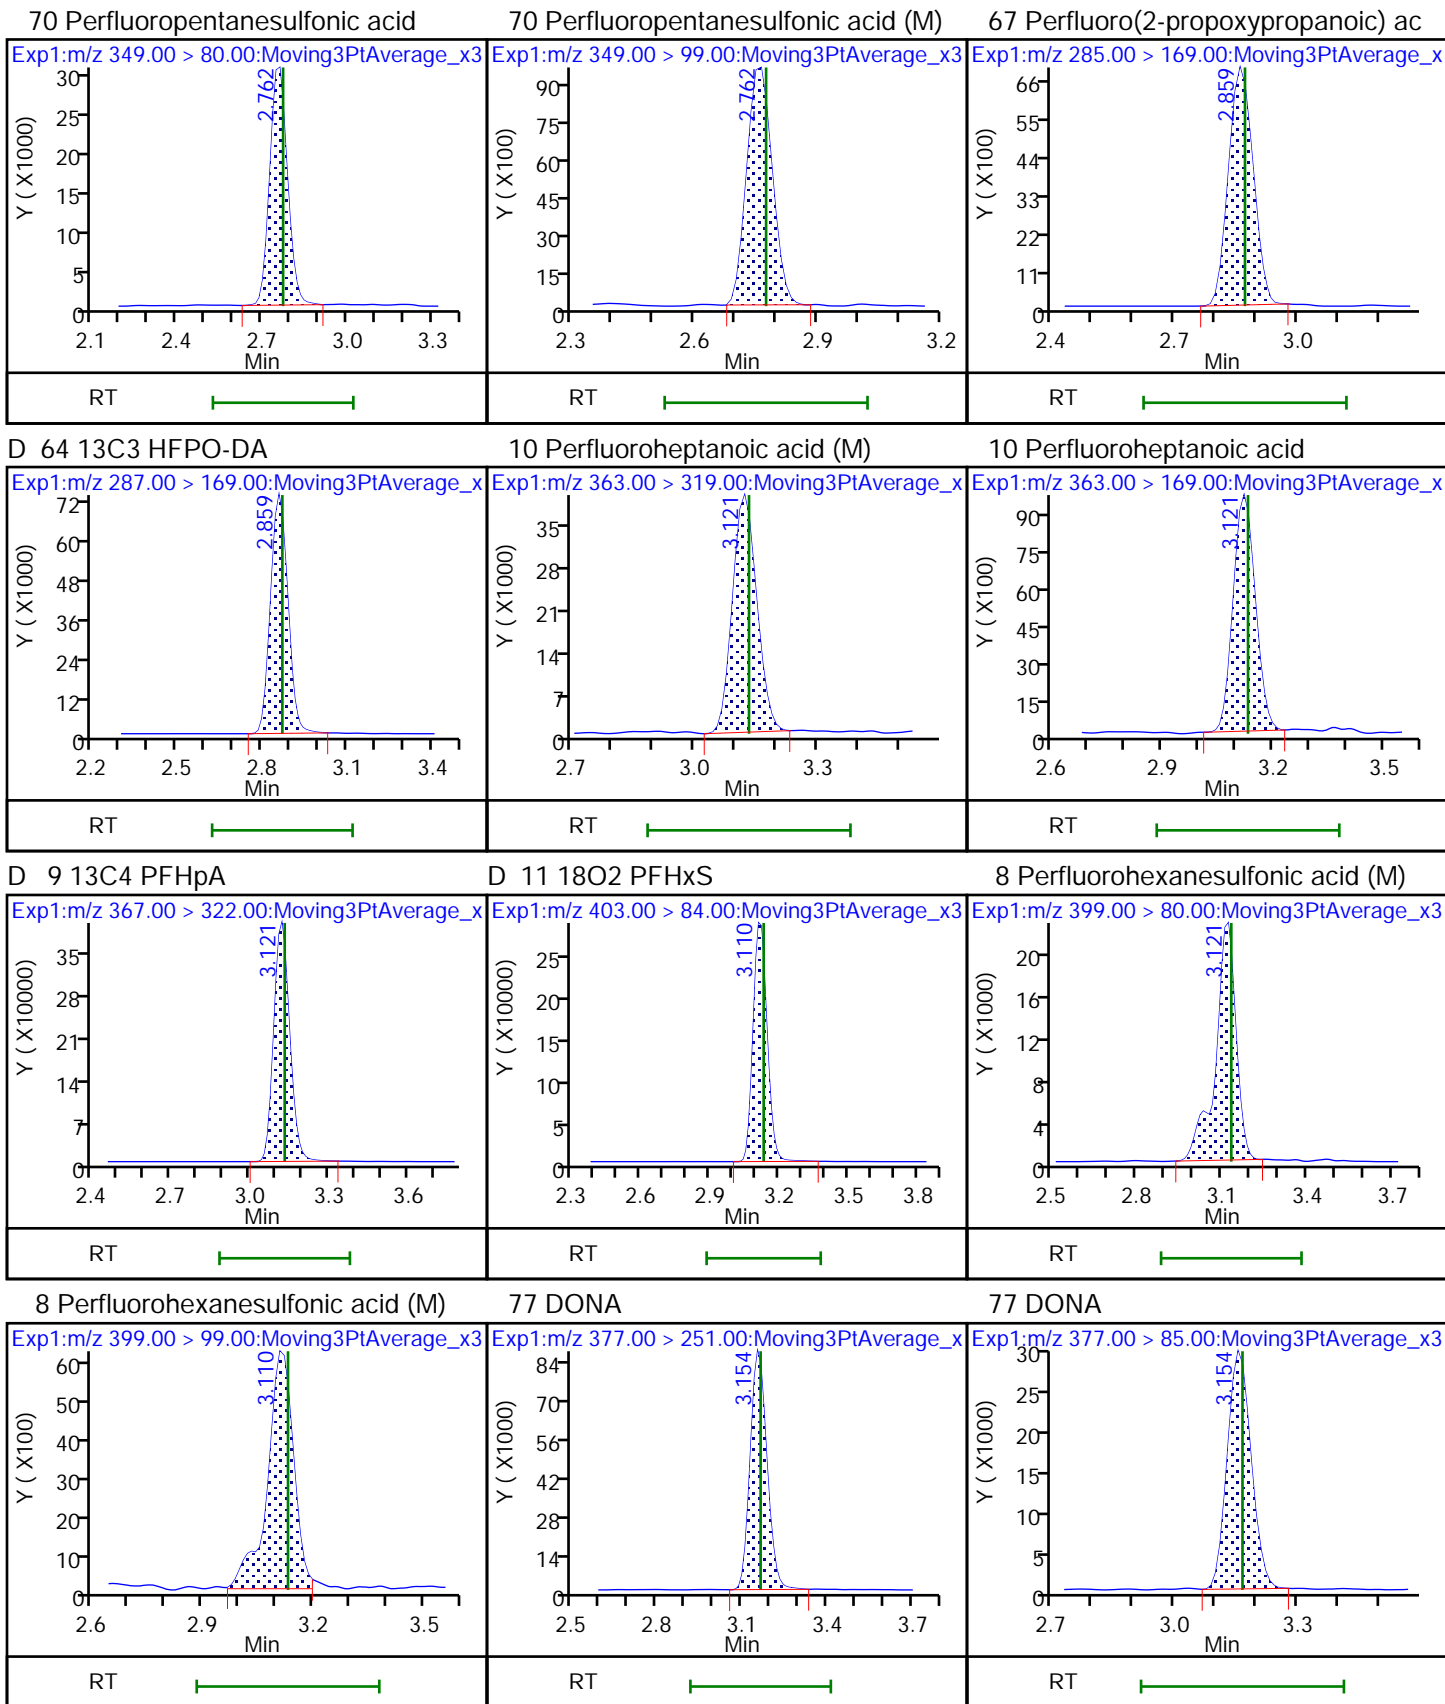 70 Perfluoropentanesulfonic acid
Exp1:m/z 349.00 > 80.00:Moving3PtAverage_x3
2.762
Y ( X1000)
30
25
20
15
10
5
0
2.1 2.4 2.7 3.0 3.3
Min
RT
70 Perfluoropentanesulfonic acid (M)
Exp1:m/z 349.00 > 99.00:Moving3PtAverage_x3
2.762
Y ( X100)
90
75
60
45
30
15
0
2.3 2.6 2.9 3.2
Min
RT
67 Perfluoro(2-propoxypropanoic) ac
Exp1:m/z 285.00 > 169.00:Moving3PtAverage_x
2.859
Y ( X100)
66
55
44
33
22
11
0
2.4 2.7 3.0
Min
RT
D 64 13C3 HFPO-DA
Exp1:m/z 287.00 > 169.00:Moving3PtAverage_x
2.859
Y ( X1000)
72
60
48
36
24
12
0
2.2 2.5 2.8 3.1 3.4
Min
RT
10 Perfluoroheptanoic acid (M)
Exp1:m/z 363.00 > 319.00:Moving3PtAverage_x
3.121
Y ( X1000)
35
28
21
14
7
0
2.7 3.0 3.3
Min
RT
10 Perfluoroheptanoic acid
Exp1:m/z 363.00 > 169.00:Moving3PtAverage_x
3.121
Y ( X100)
90
75
60
45
30
15
0
2.6 2.9 3.2 3.5
Min
RT
D 9 13C4 PFHpA
Exp1:m/z 367.00 > 322.00:Moving3PtAverage_x
3.121
Y ( X10000)
35
28
21
14
7
0
2.4 2.7 3.0 3.3 3.6
Min
RT
D 11 18O2 PFHxS
Exp1:m/z 403.00 > 84.00:Moving3PtAverage_x3
3.110
Y ( X10000)
25
20
15
10
5
0
2.3 2.6 2.9 3.2 3.5 3.8
Min
RT
8 Perfluorohexanesulfonic acid (M)
Exp1:m/z 399.00 > 80.00:Moving3PtAverage_x3
3.121
Y ( X1000)
20
16
12
8
4
0
2.5 2.8 3.1 3.4 3.7
Min
RT
8 Perfluorohexanesulfonic acid (M)
Exp1:m/z 399.00 > 99.00:Moving3PtAverage_x3
3.110
Y ( X100)
60
50
40
30
20
10
0
2.6 2.9 3.2 3.5
Min
RT
77 DONA
Exp1:m/z 377.00 > 251.00:Moving3PtAverage_x
3.154
Y ( X1000)
84
70
56
42
28
14
0
2.5 2.8 3.1 3.4 3.7
Min
RT
77 DONA
Exp1:m/z 377.00 > 85.00:Moving3PtAverage_x3
3.154
Y ( X1000)
30
25
20
15
10
5
0
2.7 3.0 3.3
Min
RT